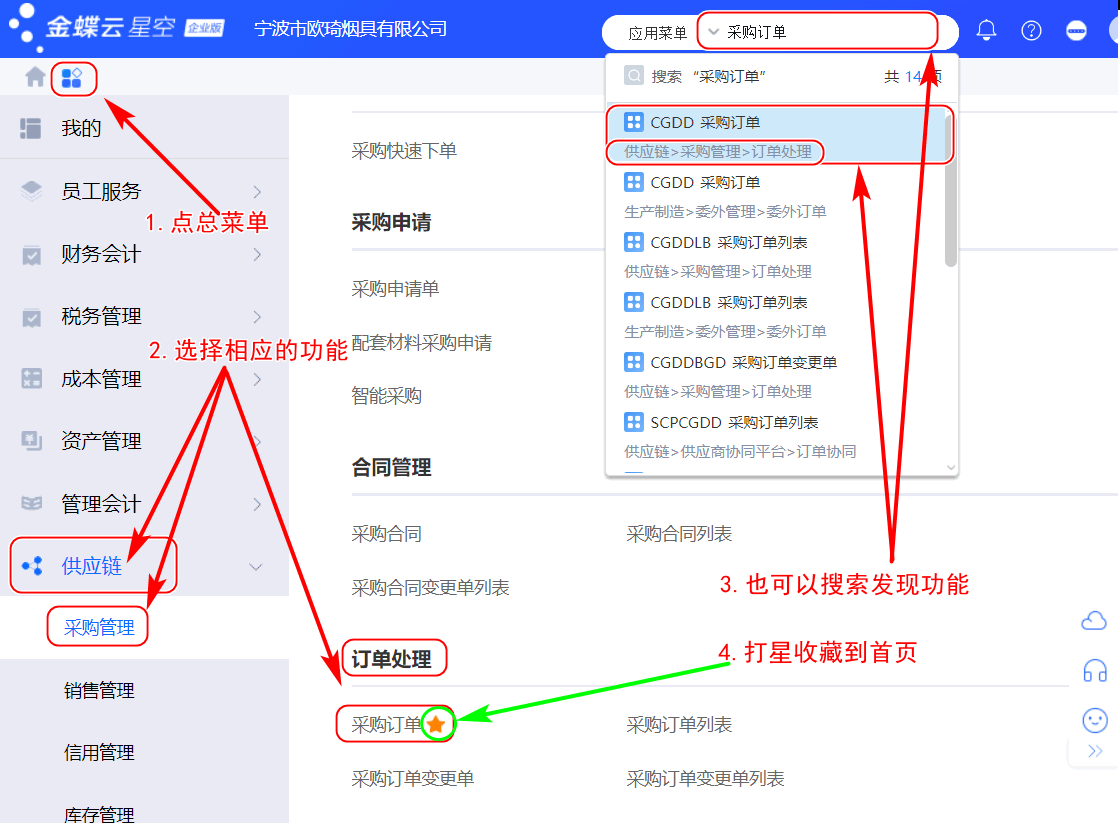 金蝶云 星空 企业版 宁波市欧琦烟具有限公司
应用菜单 采购订单
搜索 “采购订单”
CGDD 采购订单
供应链>采购管理>订单处理
CGDD 采购订单
生产制造>委外管理>委外订单
CGDDLB 采购订单列表
供应链>采购管理>订单处理
CGDDLB 采购订单列表
生产制造>委外管理>委外订单
CGDDBGD 采购订单变更单
供应链>采购管理>订单处理
SCPCGDD 采购订单列表
供应链>供应商协同平台>订单协同
我的
员工服务
财务会计
税务管理
成本管理
资产管理
管理会计
供应链
采购管理
销售管理
信用管理
库存管理
1. 点总菜单
2. 选择相应的功能
采购快速下单
采购申请
采购申请单
配套材料采购申请
智能采购
合同管理
采购合同 采购合同列表
采购合同变更单列表
3. 也可以搜索发现功能
4. 打星收藏到首页
订单处理
采购订单 采购订单列表
采购订单变更单 采购订单变更单列表